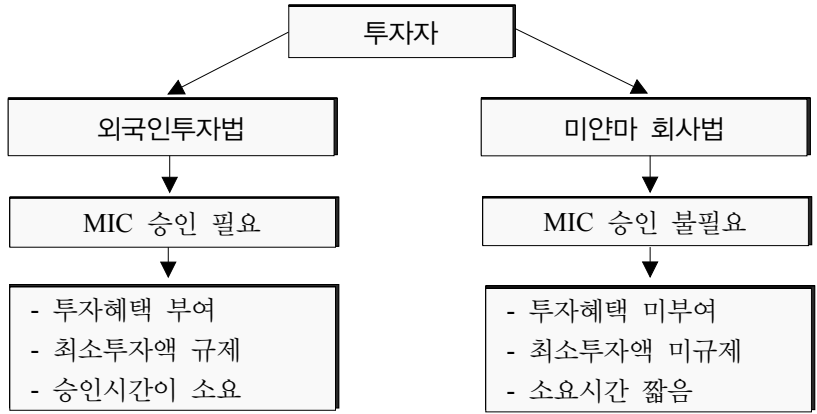 투자자
외국인투자법
미얀마 회사법
MIC 승인 필요
MIC 승인 불필요
- 투자혜택 부여
- 최소투자액 규제
- 승인시간이 소요
- 투자혜택 미부여
- 최소투자액 미규제
- 소요시간 짧음